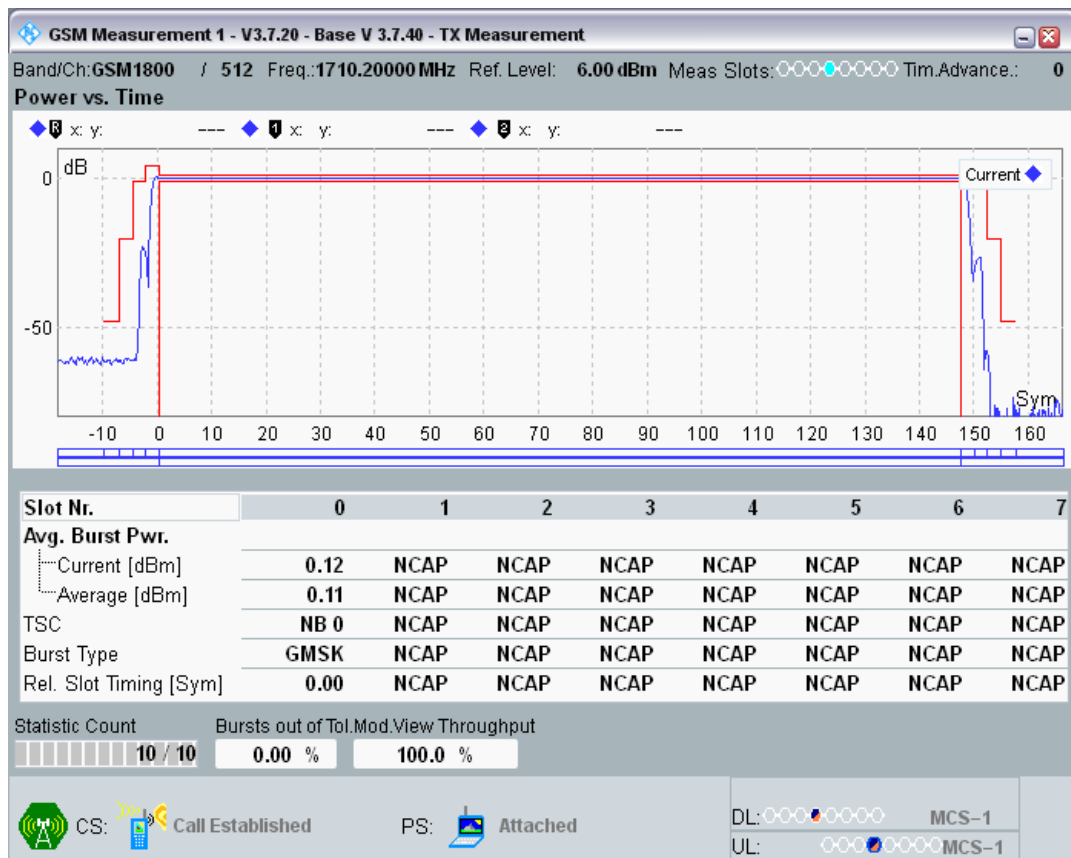 GSM Measurement 1 - V3.7.20 - Base V 3.7.40 - TX Measurement
Band/Ch:GSM1800 / 512 Freq.:1710.20000 MHz Ref. Level: 6.00 dBm Meas Slots: Tim.Advance.: 0
Power vs. Time
R x: y: --- 1 x: y: --- 2 x: y: ---
dB
Current
0
-50
Sym
-10 0 10 20 30 40 50 60 70 80 90 100 110 120 130 140 150 160
Slot Nr. 0 1 2 3 4 5 6 7
Avg. Burst Pwr.
Current [dBm] 0.12 NCAP NCAP NCAP NCAP NCAP NCAP NCAP
Average [dBm] 0.11 NCAP NCAP NCAP NCAP NCAP NCAP NCAP
TSC NB 0 NCAP NCAP NCAP NCAP NCAP NCAP NCAP
Burst Type GMSK NCAP NCAP NCAP NCAP NCAP NCAP NCAP
Rel. Slot Timing [Sym] 0.00 NCAP NCAP NCAP NCAP NCAP NCAP NCAP
Statistic Count Bursts out of Tol.Mod.View Throughput
10 / 10 0.00 % 100.0 %
CS: Call Established PS: Attached
DL: MCS-1
UL: MCS-1